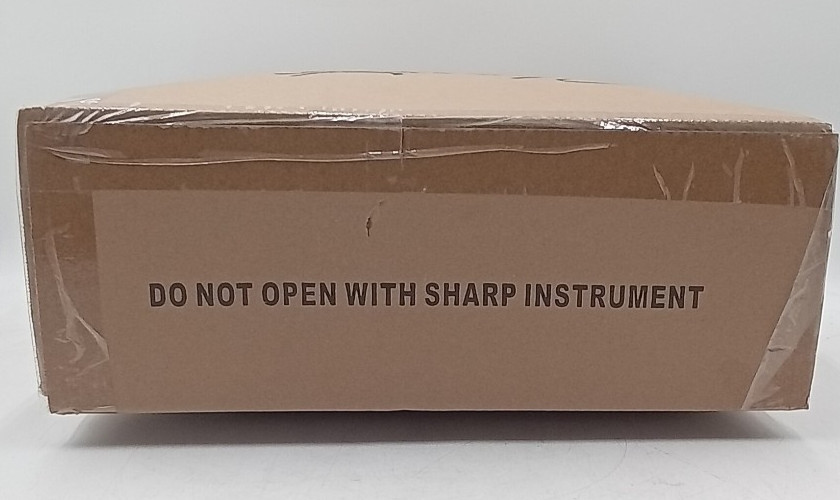 DO NOT OPEN WITH SHARP INSTRUMENT